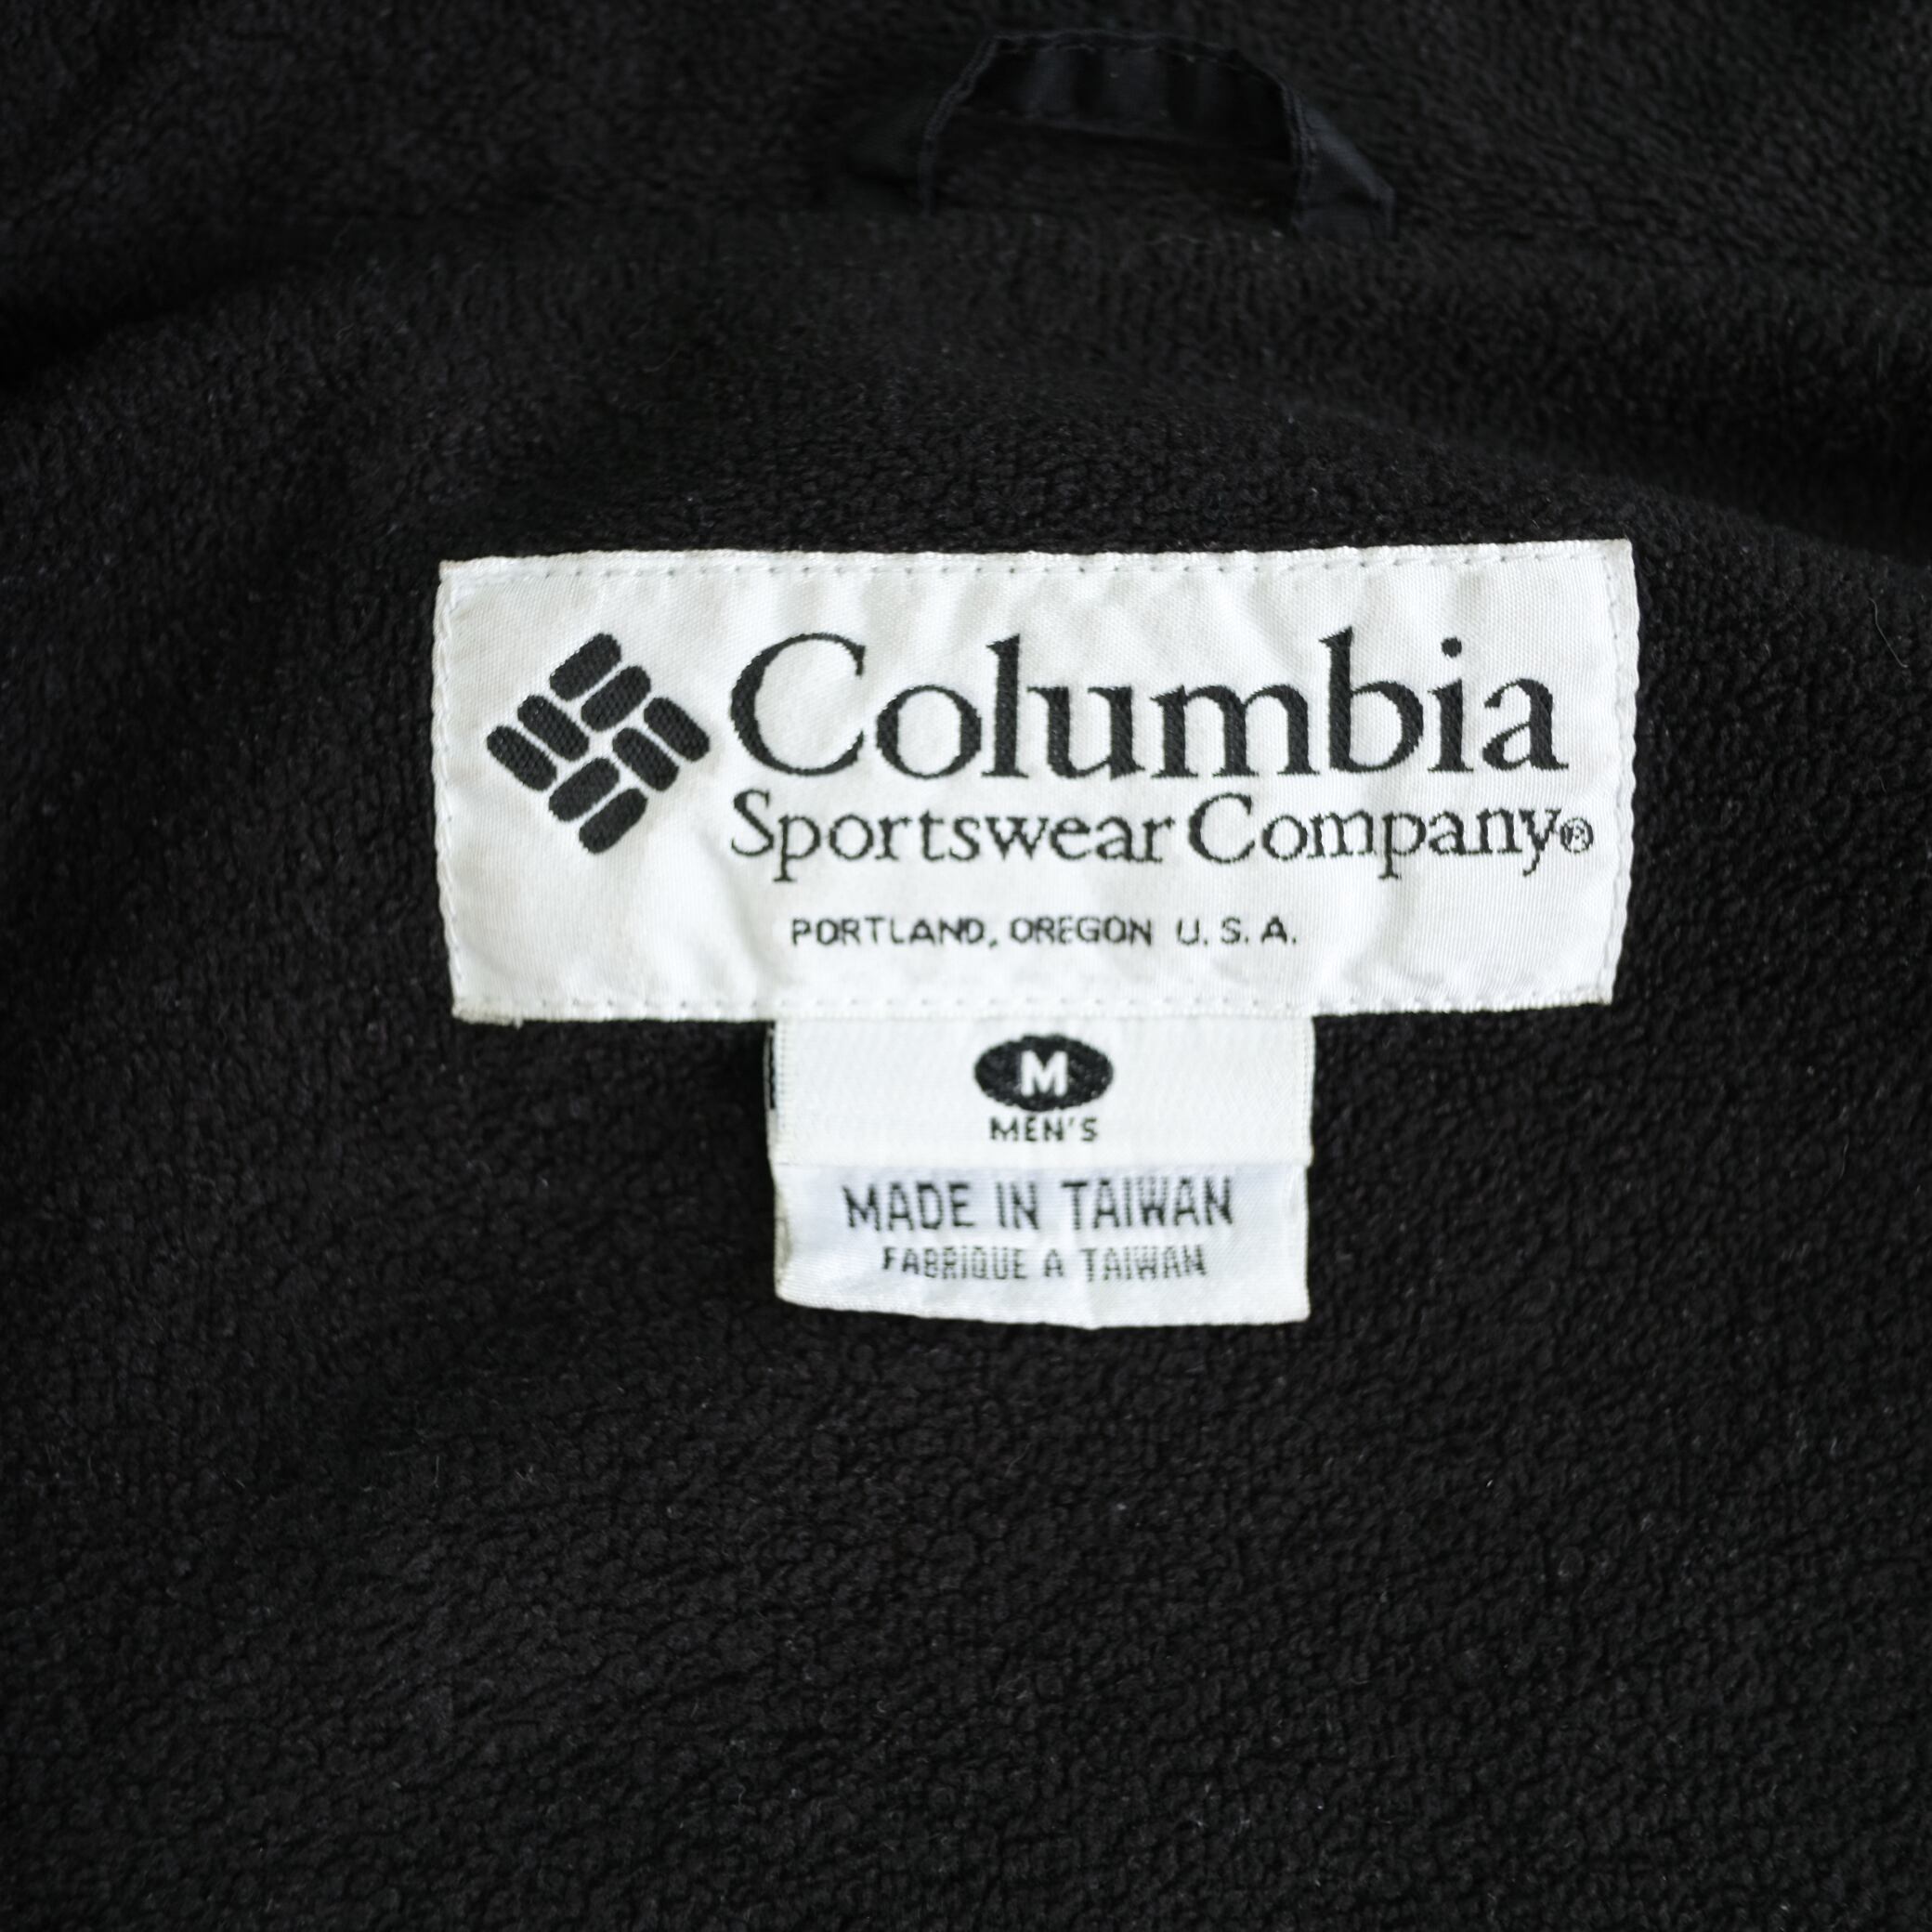 Columbia
Sportswear Company®
PORTLAND, OREGON U.S.A.
M
MEN'S
MADE IN TAIWAN
FABRIQUE A TAIWAN